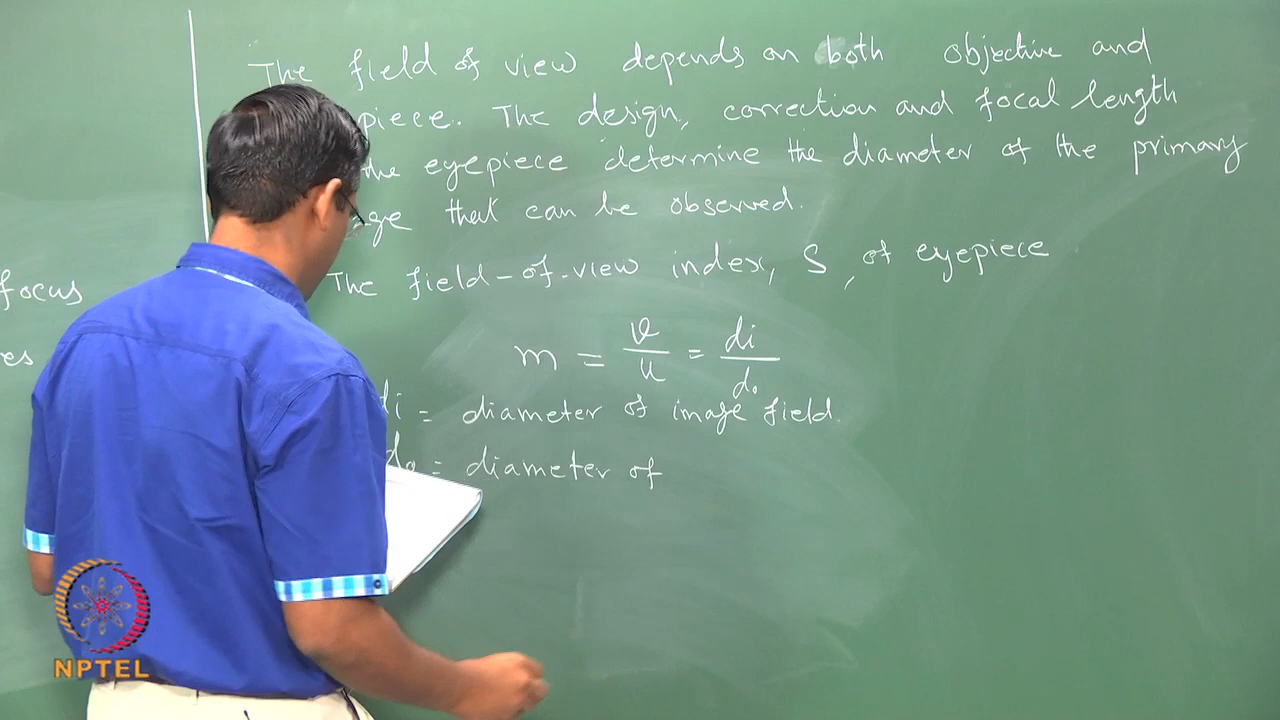 The field of view depends on both objective and
piece. The design, correction and focal length
the eyepiece determine the diameter of the primary
age that can be observed.
focus
The field-of-view index, S, of eyepiece
es
m = v/u = di/do
di = diameter of image field.
do = diameter of
NPTEL